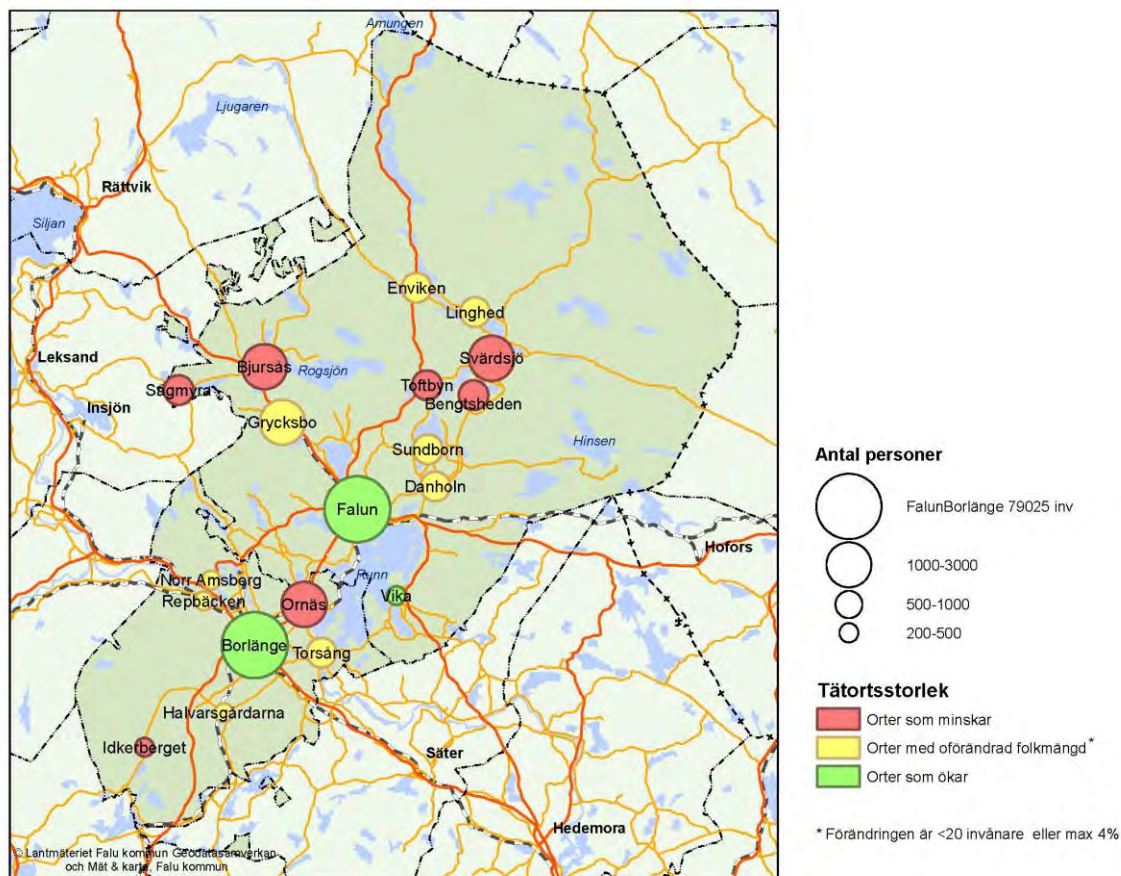 Amungen
Ljugaren
Rättvik
Siljan
Enviken
Linghed
Leksand
Bjursås
Rogsjön
Svärdsjö
Sågmyra
Toftbyn
Bengtsheden
Insjön
Grycksbo
Sundborn
Hinsen
Danholn
Falun
Hofors
Norr Amsberg
Runn
Repbäcken
Ornäs
Vika
Borlänge
Torsång
Halvarsgårdarna
Idkerberget
Säter
Hedemora
© Lantmäteriet Falu kommun Geodatasamverkan
och Mät & karta, Falu kommun
Antal personer
FalunBorlänge 79025 inv
1000-3000
500-1000
200-500
Tätortsstorlek
Orter som minskar
Orter med oförändrad folkmängd *
Orter som ökar
* Förändringen är <20 invånare eller max 4%